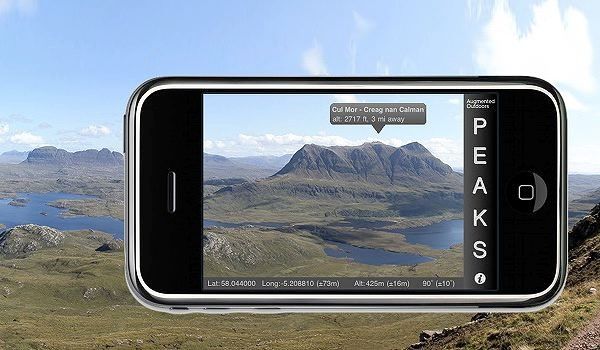 Cul Mor - Creag nan Calman
alt: 2717 ft, 3 mi away
Augmented
Outdoors
PEAKS
i
Lat: 58.044000 Long:-5.208810 (±73m) Alt: 425m (±16m) 90° (±10°)